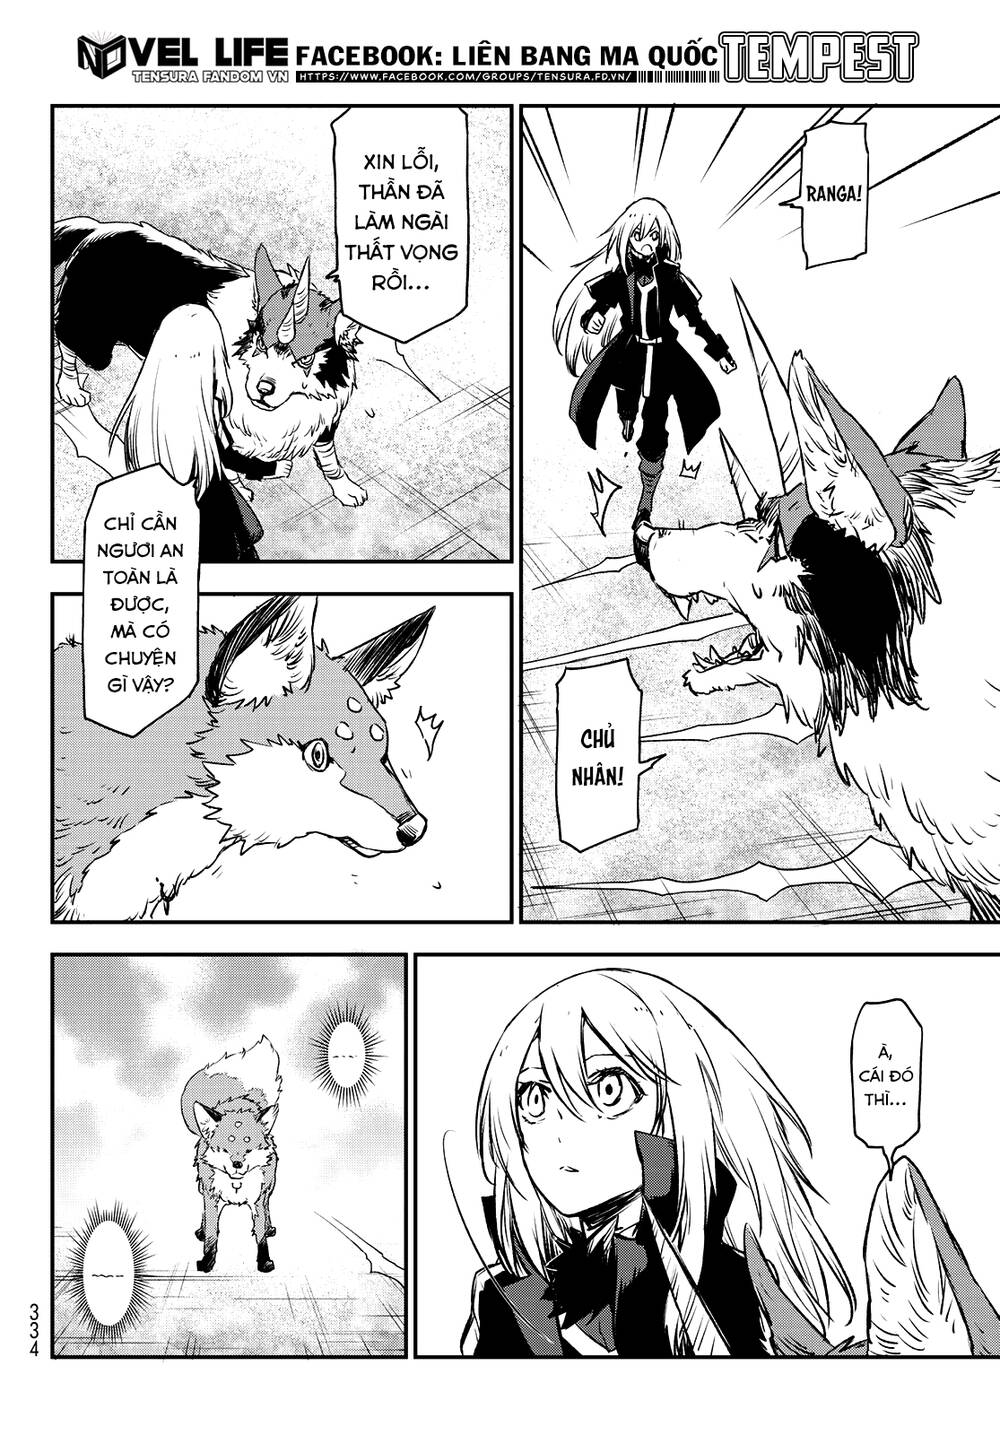 NOVEL LIFE
TENSURA FANDOM VN
FACEBOOK: LIÊN BANG MA QUỐC
HTTPS://WWW.FACEBOOK.COM/GROUPS/TENSURA.FD.VN/
TEMPEST
RANGA!
CHỦ
NHÂN!
XIN LỖI,
THẦN ĐÃ
LÀM NGÀI
THẤT VỌNG
RỒI...
CHỈ CẦN
NGƯƠI AN
TOÀN LÀ
ĐƯỢC,
MÀ CÓ
CHUYỆN
GÌ VẬY?
À,
CÁI ĐÓ
THÌ...
334